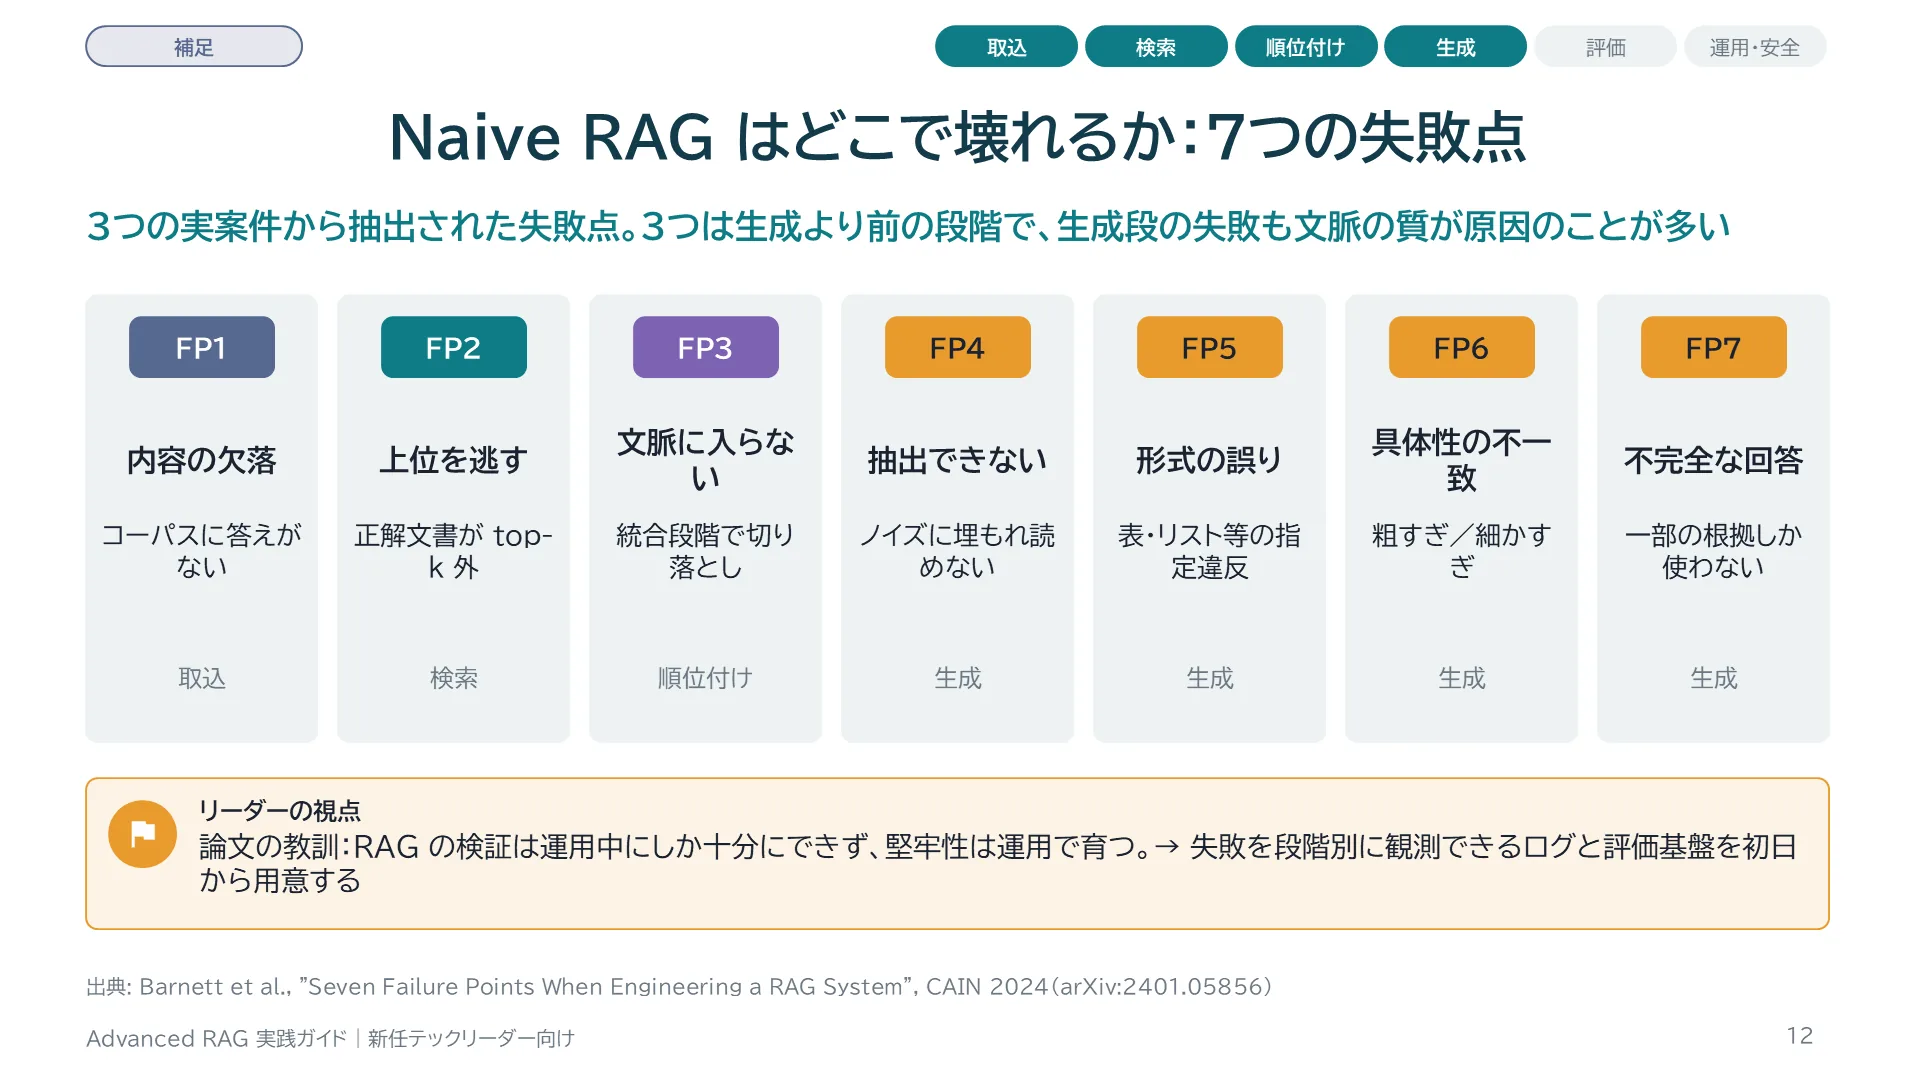 補足
取込
検索
順位付け
生成
評価
運用・安全
Naive RAG はどこで壊れるか：7つの失敗点
3つの実案件から抽出された失敗点。3つは生成より前の段階で、生成段の失敗も文脈の質が原因のことが多い
FP1
内容の欠落
コーパスに答えが
ない
取込
FP2
上位を逃す
正解文書が top-
k 外
検索
FP3
文脈に入らな
い
統合段階で切り
落とし
順位付け
FP4
抽出できない
ノイズに埋もれ読
めない
生成
FP5
形式の誤り
表・リスト等の指
定違反
生成
FP6
具体性の不一
致
粗すぎ／細かす
ぎ
生成
FP7
不完全な回答
一部の根拠しか
使わない
生成
リーダーの視点
論文の教訓：RAG の検証は運用中にしか十分にできず、堅牢性は運用で育つ。→ 失敗を段階別に観測できるログと評価基盤を初日
から用意する
出典: Barnett et al., ”Seven Failure Points When Engineering a RAG System”, CAIN 2024（arXiv:2401.05856）
Advanced RAG 実践ガイド｜新任テックリーダー向け
12